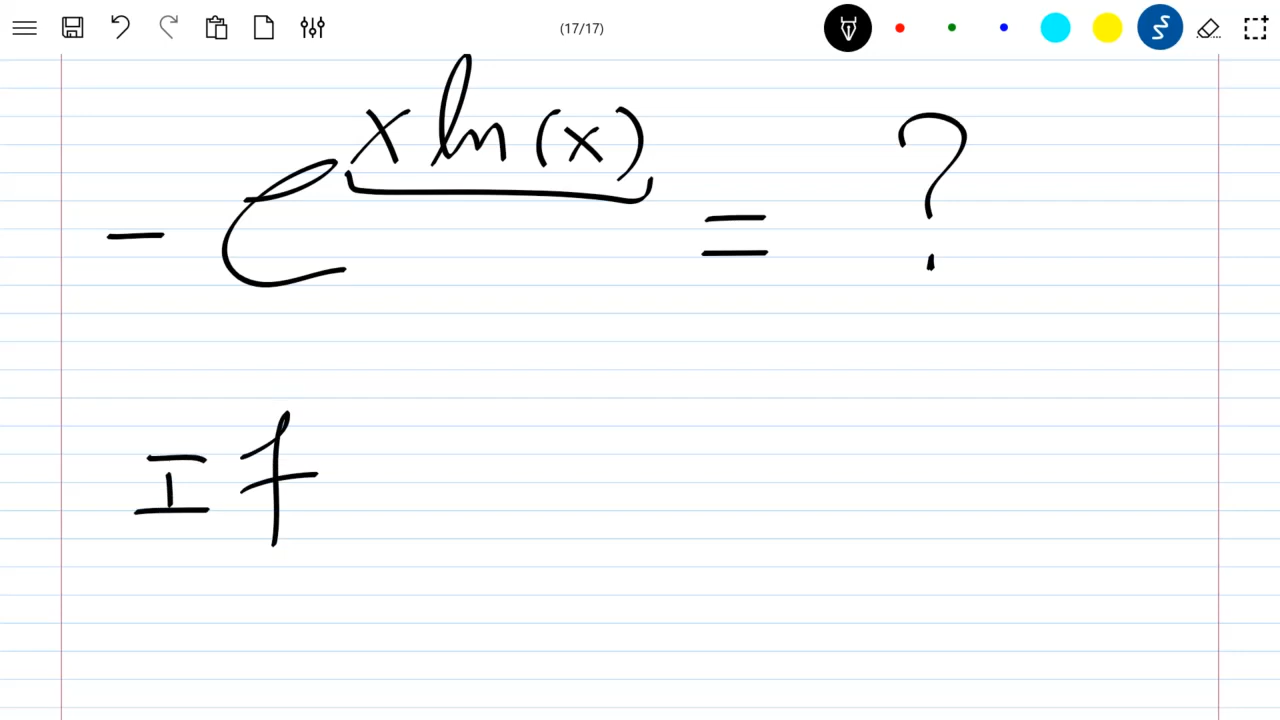 (17/17)
- e^{x ln(x)} = ?
If